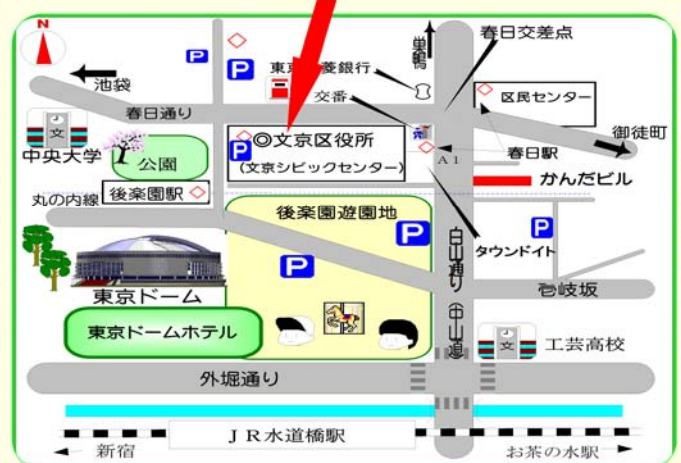 N
池袋
巣鴨
春日交差点
東京
菱銀行
交番
区民センター
春日通り
御徒町
文
中央大学
公園
P
P
P
◎文京区役所
(文京シビックセンター)
A1
春日駅
かんだビル
丸の内線
後楽園駅
後楽園遊園地
P
P
P
タウンドイト
白山通り(中山道)
壱岐坂
東京ドーム
東京ドームホテル
文
工芸高校
外堀通り
JR水道橋駅
新宿
お茶の水駅